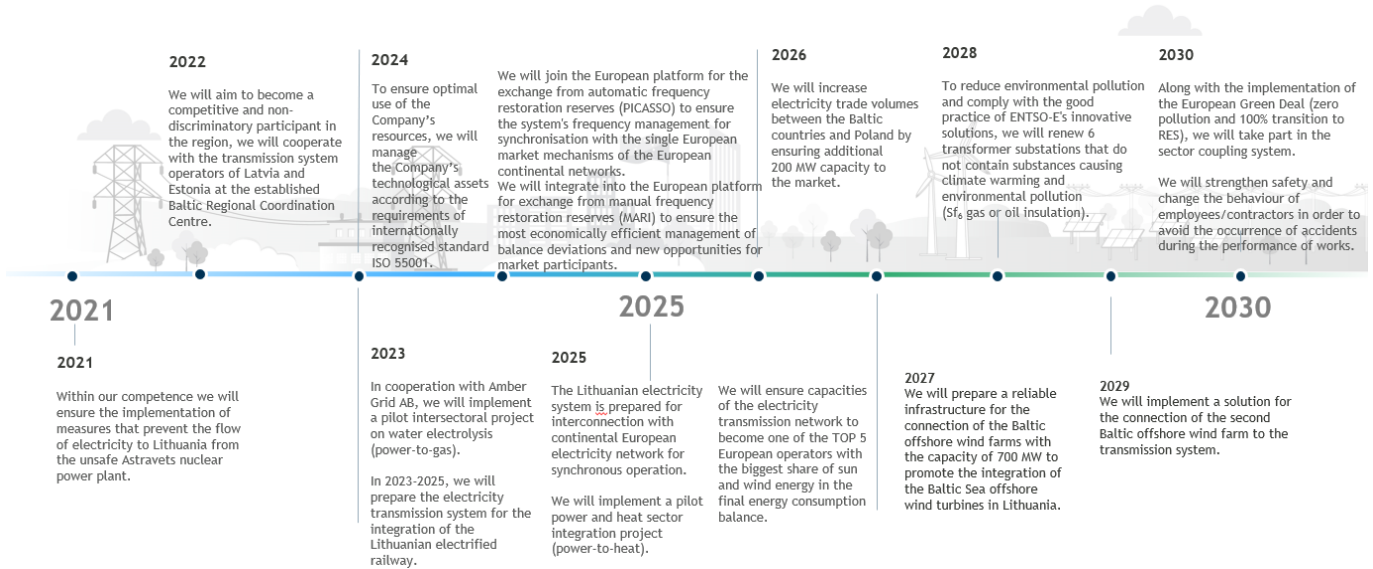 2022
We will aim to become a
competitive and non-
discriminatory participant in
the region, we will cooperate
with the transmission system
operators of Latvia and
Estonia at the established
Baltic Regional Coordination
Centre.
2024
To ensure optimal
use of the
Company's
resources, we will
manage
the Company's
technological assets
according to the
requirements of
internationally
recognised standard
ISO 55001.
We will join the European platform for the
exchange from automatic frequency
restoration reserves (PICASSO) to ensure
the system's frequency management for
synchronisation with the single European
market mechanisms of the European
continental networks.
We will integrate into the European platform
for exchange from manual frequency
restoration reserves (MARI) to ensure the
most economically efficient management of
balance deviations and new opportunities for
market participants.
2026
We will increase
electricity trade volumes
between the Baltic
countries and Poland by
ensuring additional
200 MW capacity to
the market.
2028
To reduce environmental pollution
and comply with the good
practice of ENTSO-E's innovative
solutions, we will renew 6
transformer substations that do
not contain substances causing
climate warming and
environmental pollution
(Sf₆ gas or oil insulation).
2030
Along with the implementation of
the European Green Deal (zero
pollution and 100% transition to
RES), we will take part in the
sector coupling system.
We will strengthen safety and
change the behaviour of
employees/contractors in order to
avoid the occurrence of accidents
during the performance of works.
2021
2025
2030
2021
Within our competence we will
ensure the implementation of
measures that prevent the flow
of electricity to Lithuania from
the unsafe Astravets nuclear
power plant.
2023
In cooperation with Amber
Grid AB, we will implement
a pilot intersectoral project
on water electrolysis
(power-to-gas).
In 2023-2025, we will
prepare the electricity
transmission system for the
integration of the
Lithuanian electrified
railway.
2025
The Lithuanian electricity
system is prepared for
interconnection with
continental European
electricity network for
synchronous operation.
We will implement a pilot
power and heat sector
integration project
(power-to-heat).
We will ensure capacities
of the electricity
transmission network to
become one of the TOP 5
European operators with
the biggest share of sun
and wind energy in the
final energy consumption
balance.
2027
We will prepare a reliable
infrastructure for the
connection of the Baltic
offshore wind farms with
the capacity of 700 MW to
promote the integration of
the Baltic Sea offshore
wind turbines in Lithuania.
2029
We will implement a solution for
the connection of the second
Baltic offshore wind farm to the
transmission system.